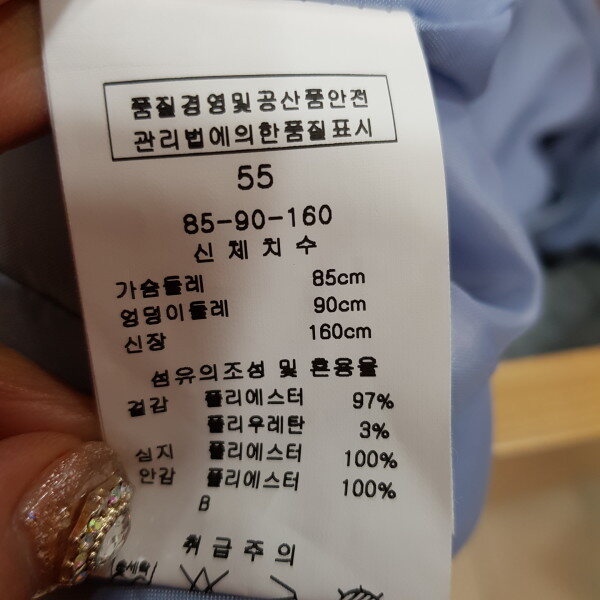 품질경영및공산품안전
관리법에의한품질표시
55
85-90-160
신체치수
가슴둘레 85cm
엉덩이둘레 90cm
신장 160cm
섬유의조성 및 혼용율
겉감 폴리에스터 97%
폴리우레탄 3%
심지 폴리에스터 100%
안감 폴리에스터 100%
B
취급주의